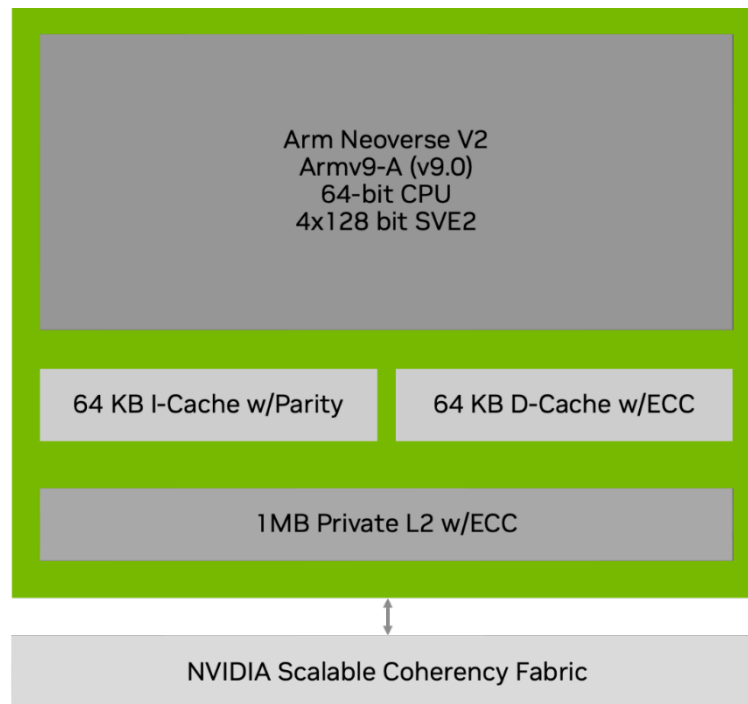 Arm Neoverse V2
Armv9-A (v9.0)
64-bit CPU
4x128 bit SVE2
64 KB I-Cache w/Parity
64 KB D-Cache w/ECC
1MB Private L2 w/ECC
NVIDIA Scalable Coherency Fabric